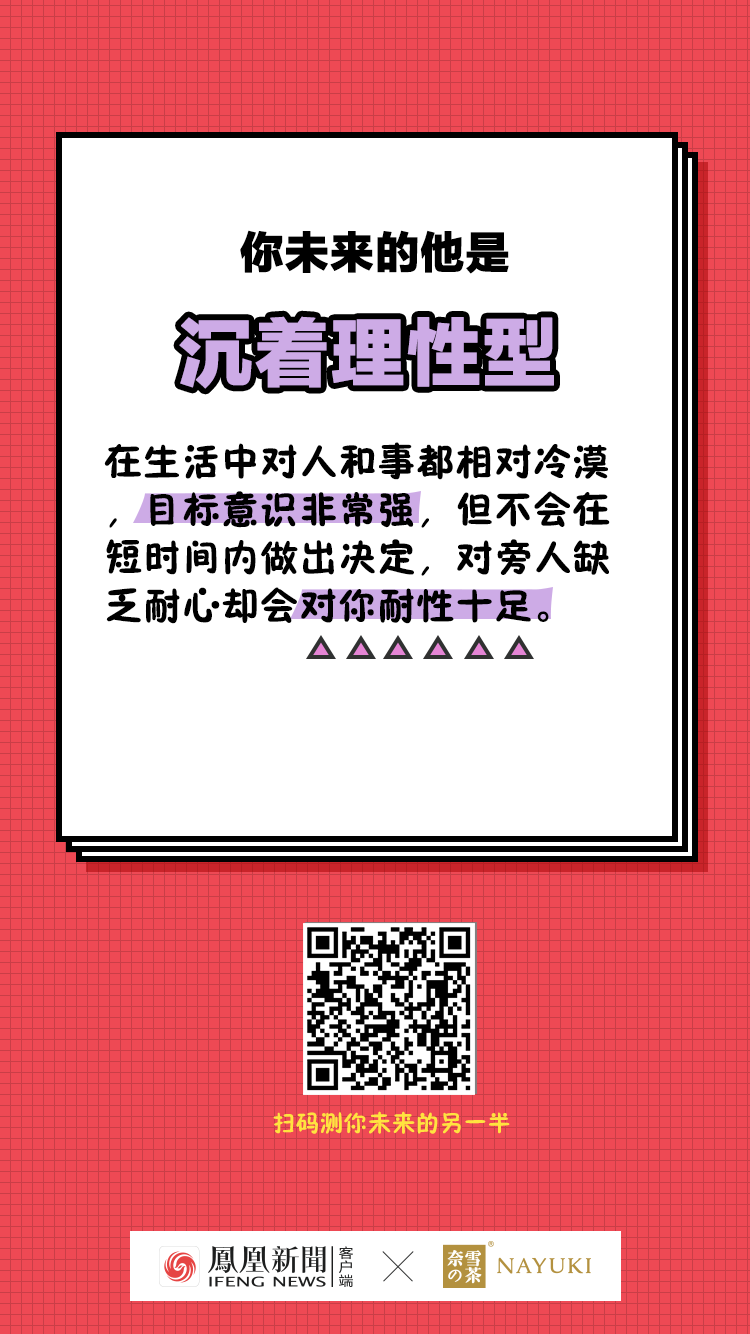 你未来的他是
沉着理性型
在生活中对人和事都相对冷漠
，目标意识非常强，但不会在
短时间内做出决定，对旁人缺
乏耐心却会对你耐性十足。
扫码测你未来的另一半
鳳凰新聞
IFENG NEWS
客户端
奈雪の茶®
NAYUKI